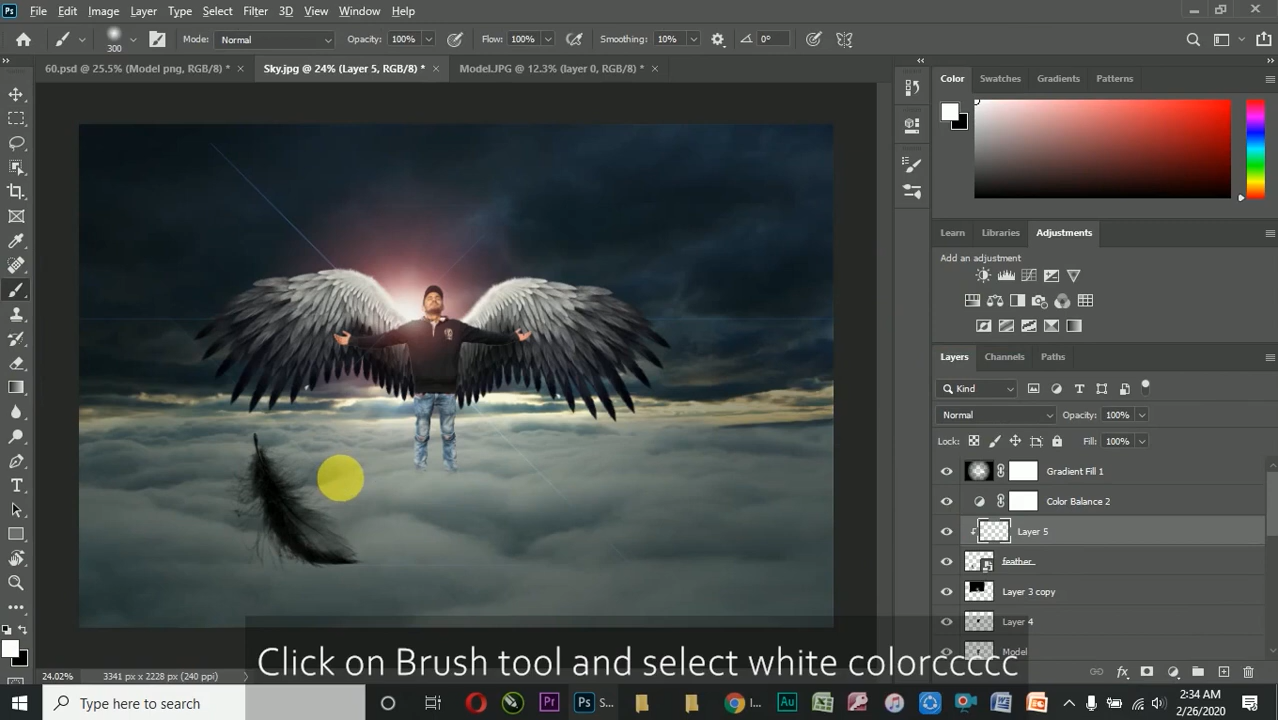 Ps File Edit Image Layer Type Select Filter 3D View Window Help
300 Mode: Normal Opacity: 100% Flow: 100% Smoothing: 10% 0°
60.psd @ 25.5% (Model png, RGB/8) * Sky.jpg @ 24% (Layer 5, RGB/8) * Model.JPG @ 12.3% (layer 0, RGB/8) *
Color Swatches Gradients Patterns
Learn Libraries Adjustments
Add an adjustment
Layers Channels Paths
Kind
Normal Opacity: 100%
Lock: Fill: 100%
Gradient Fill 1
Color Balance 2
Layer 5
feather
Layer 3 copy
Layer 4
Model
Click on Brush tool and select white colorccccc
24.02% 3341 px x 2228 px (240 ppi)
Type here to search Pr Ps S... I... Au 2:34 AM
2/26/2020